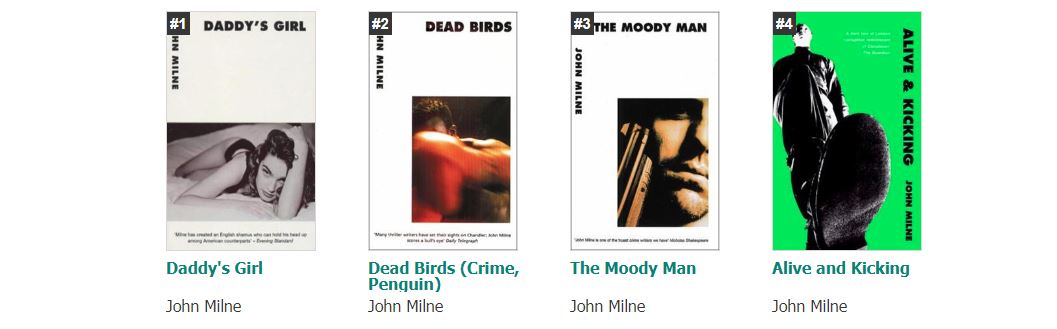 #1
DADDY'S GIRL
HN MILNE
'Milne has created an English shamus who can hold his head up
among American counterparts' – Evening Standard
Daddy's Girl
John Milne
#2
DEAD BIRDS
HN MILNE
'Many thriller writers have set their sights on Chandler; John Milne
scores a bull's eye' Daily Telegraph
Dead Birds (Crime,
Penguin)
John Milne
#3
THE MOODY MAN
JOHN MILNE
'John Milne is one of the finest crime writers we have' Nicholas Shakespeare
The Moody Man
John Milne
#4
ALIVE & KICKING
JOHN MILNE
Alive and Kicking
John Milne